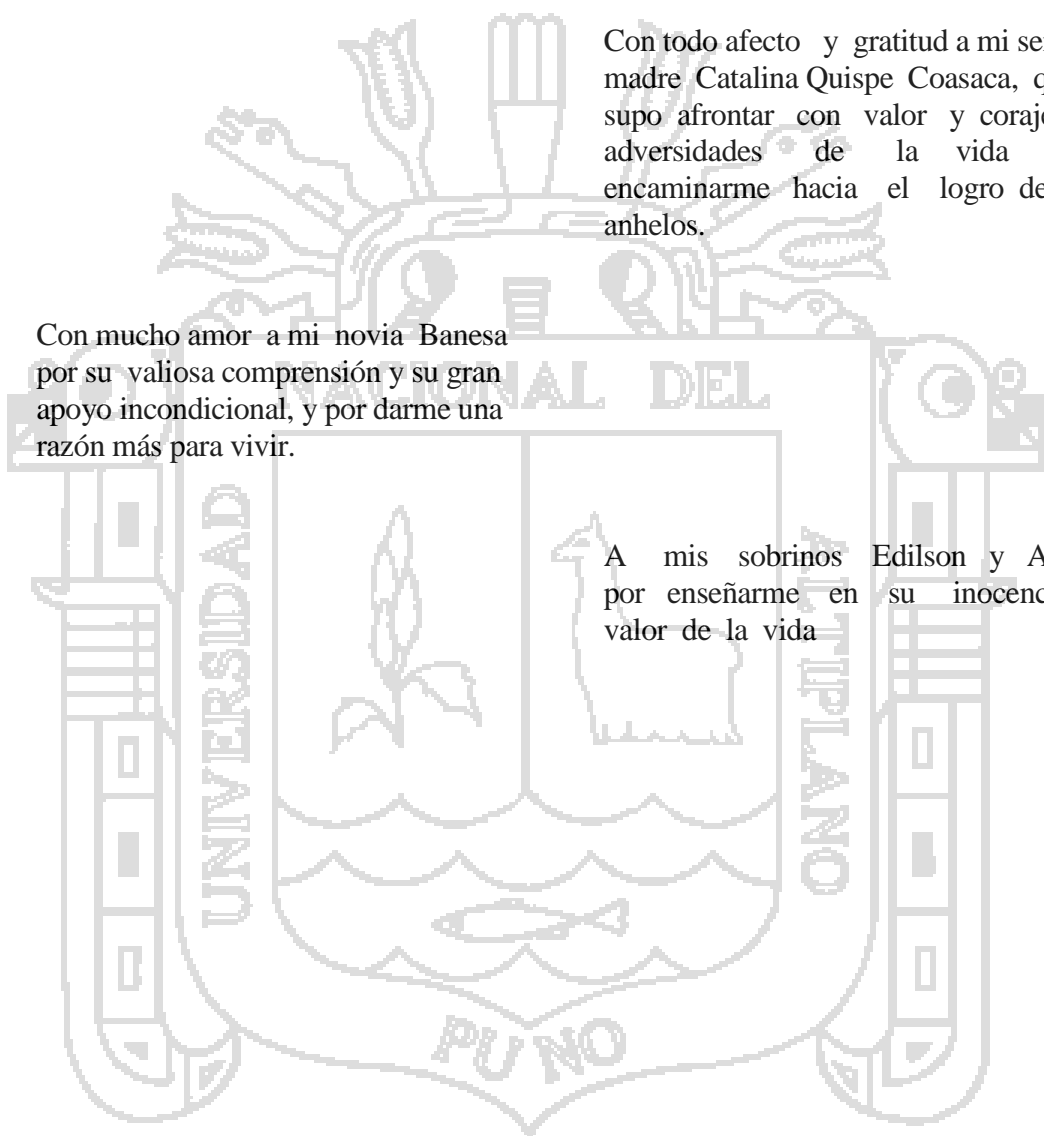 Con todo afecto y gratitud a mi
madre Catalina Quispe Coasaca,
supo afrontar con valor y
adversidades de la vida
encaminarme hacia el logro
anhelos.
Con mucho amor a mi novia Banesa
por su valiosa comprensión y su gran
apoyo incondicional, y por darme una
razón más para vivir.
A mis sobrinos Edilson y
por enseñarme en su
valor de la vida
UNIVERSIDAD
NACIONAL DEL
ALTIPLANO
PUNO